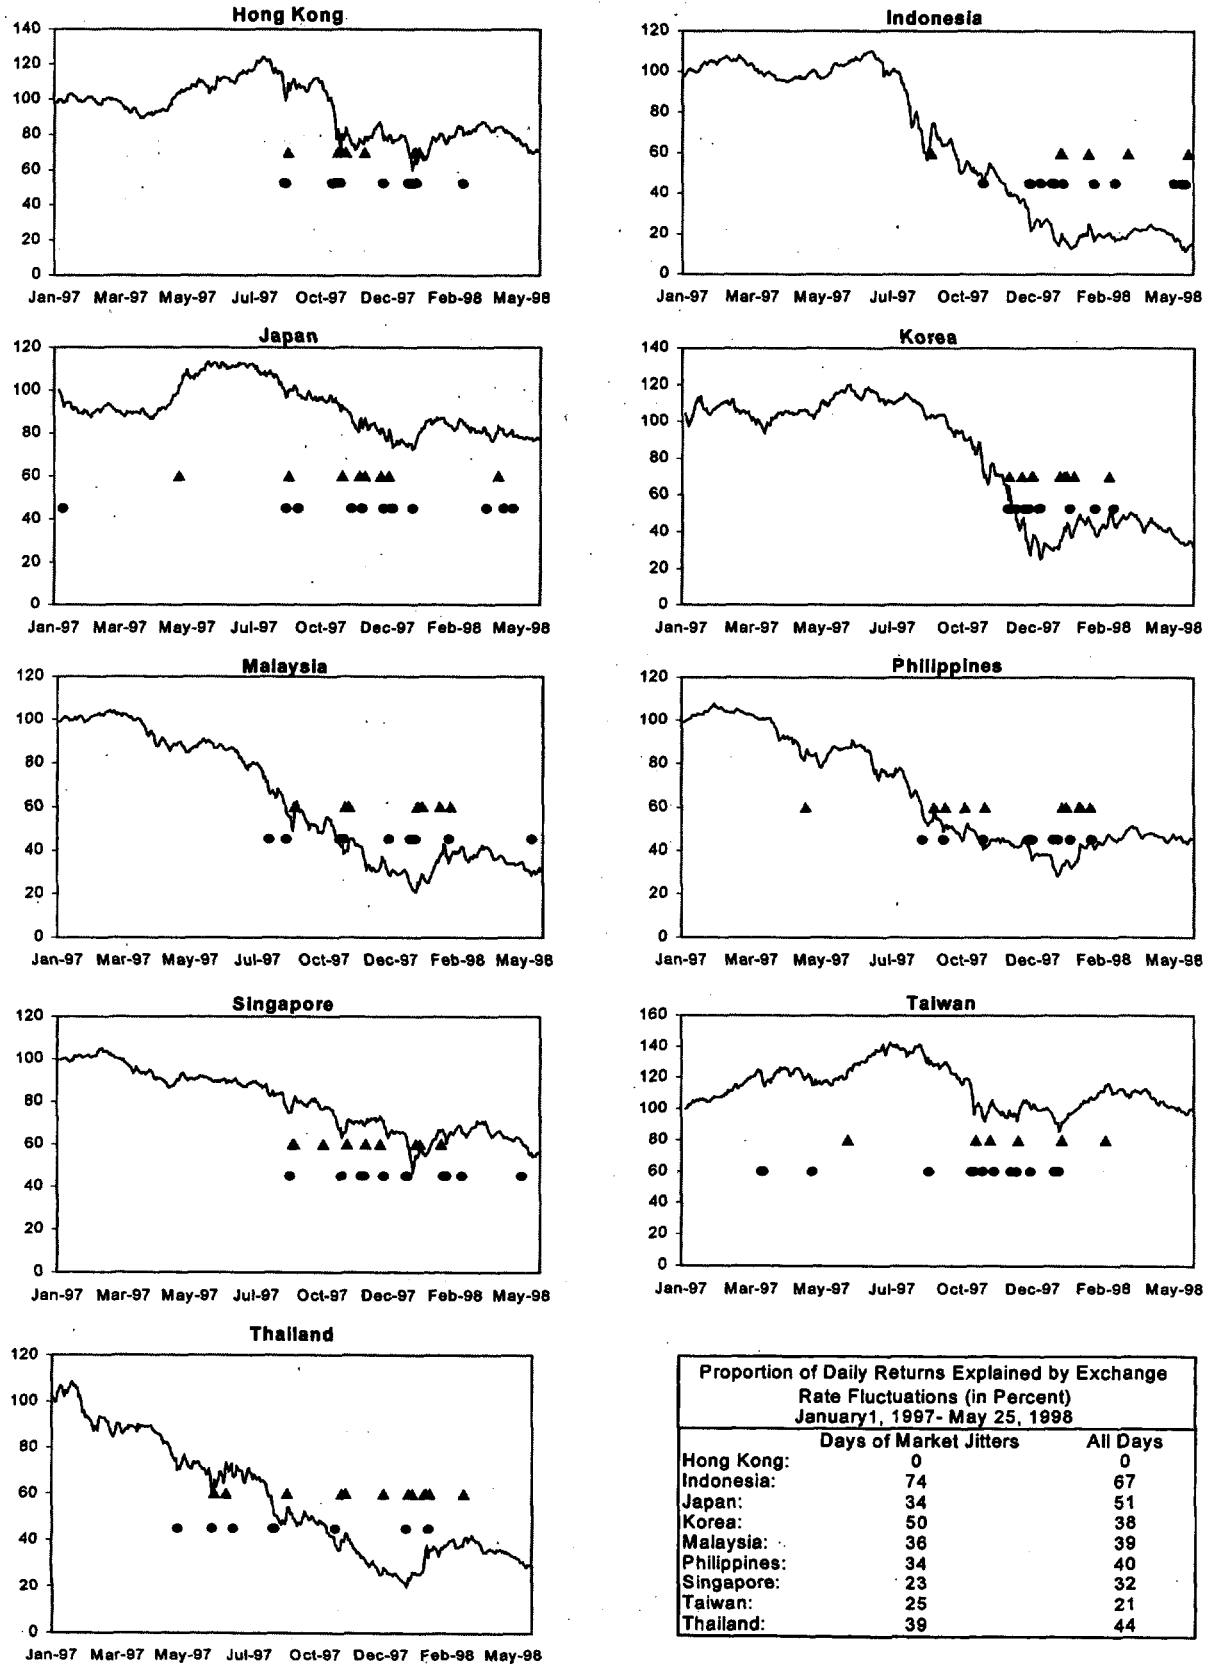 Hong Kong
140
120
100
80
60
40
20
0
Jan-97 Mar-97 May-97 Jul-97 Oct-97 Dec-97 Feb-98 May-98
Indonesia
120
100
80
60
40
20
0
Jan-97 Mar-97 May-97 Jul-97 Oct-97 Dec-97 Feb-98 May-98
Japan
120
100
80
60
40
20
0
Jan-97 Mar-97 May-97 Jul-97 Oct-97 Dec-97 Feb-98 May-98
Korea
140
120
100
80
60
40
20
0
Jan-97 Mar-97 May-97 Jul-97 Oct-97 Dec-97 Feb-98 May-98
Malaysia
120
100
80
60
40
20
0
Jan-97 Mar-97 May-97 Jul-97 Oct-97 Dec-97 Feb-98 May-98
Philippines
120
100
80
60
40
20
0
Jan-97 Mar-97 May-97 Jul-97 Oct-97 Dec-97 Feb-98 May-98
Singapore
120
100
80
60
40
20
0
Jan-97 Mar-97 May-97 Jul-97 Oct-97 Dec-97 Feb-98 May-98
Taiwan
160
140
120
100
80
60
40
20
0
Jan-97 Mar-97 May-97 Jul-97 Oct-97 Dec-97 Feb-98 May-98
Thailand
120
100
80
60
40
20
0
Jan-97 Mar-97 May-97 Jul-97 Oct-97 Dec-97 Feb-98 May-98
Proportion of Daily Returns Explained by Exchange
Rate Fluctuations (in Percent)
January1, 1997- May 25, 1998
Days of Market Jitters All Days
Hong Kong: 0 0
Indonesia: 74 67
Japan: 34 51
Korea: 50 38
Malaysia: 36 39
Philippines: 34 40
Singapore: 23 32
Taiwan: 25 21
Thailand: 39 44